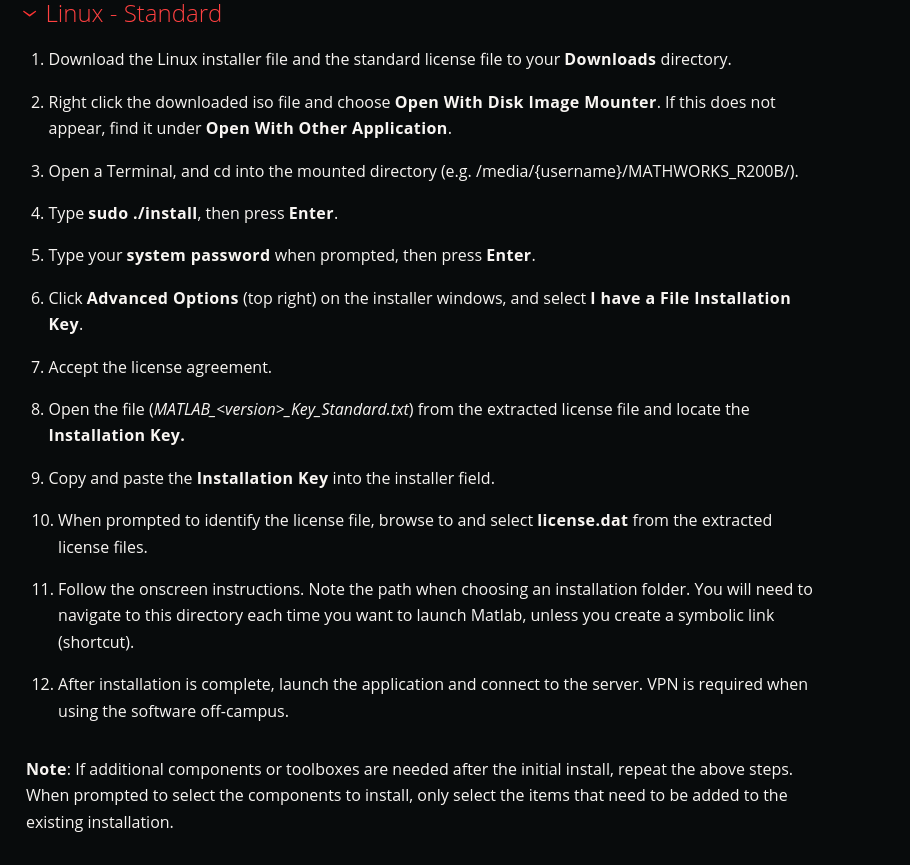 Linux - Standard
1. Download the Linux installer file and the standard license file to your Downloads directory.
2. Right click the downloaded iso file and choose Open With Disk Image Mounter. If this does not
appear, find it under Open With Other Application.
3. Open a Terminal, and cd into the mounted directory (e.g. /media/{username}/MATHWORKS_R200B/).
4. Type sudo ./install, then press Enter.
5. Type your system password when prompted, then press Enter.
6. Click Advanced Options (top right) on the installer windows, and select I have a File Installation
Key.
7. Accept the license agreement.
8. Open the file (MATLAB_<version>_Key_Standard.txt) from the extracted license file and locate the
Installation Key.
9. Copy and paste the Installation Key into the installer field.
10. When prompted to identify the license file, browse to and select license.dat from the extracted
license files.
11. Follow the onscreen instructions. Note the path when choosing an installation folder. You will need to
navigate to this directory each time you want to launch Matlab, unless you create a symbolic link
(shortcut).
12. After installation is complete, launch the application and connect to the server. VPN is required when
using the software off-campus.
Note: If additional components or toolboxes are needed after the initial install, repeat the above steps.
When prompted to select the components to install, only select the items that need to be added to the
existing installation.